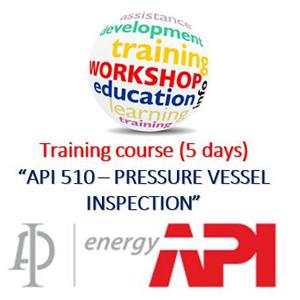 assistance
development
training
WORKSHOP
education
info
learning
training
Training course (5 days)
“API 510 – PRESSURE VESSEL
INSPECTION”
API energy API